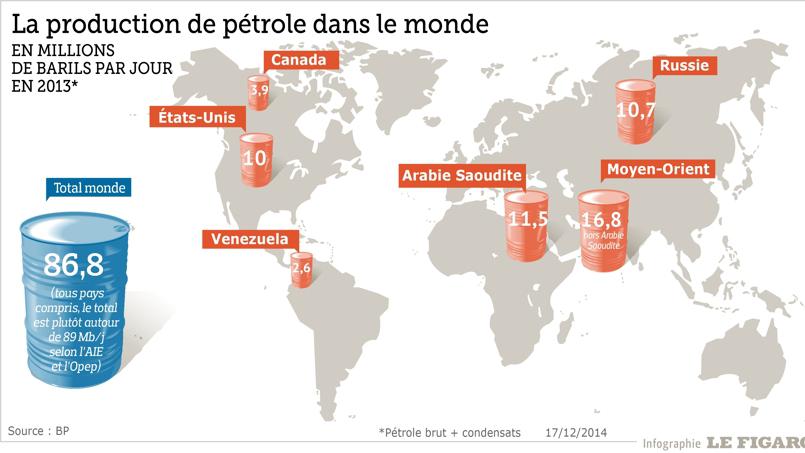 La production de pétrole dans le monde
EN MILLIONS
DE BARILS PAR JOUR
EN 2013*
Canada
3,9
États-Unis
10
Russie
10,7
Arabie Saoudite
11,5
Moyen-Orient
16,8
hors Arabie
Saoudite
Venezuela
2,6
Total monde
86,8
(tous pays
compris, le total
est plutôt autour
de 89 Mb/j
selon l'AIE
et l'Opep)
Source : BP
*Pétrole brut + condensats 17/12/2014
Infographie LE FIGARO